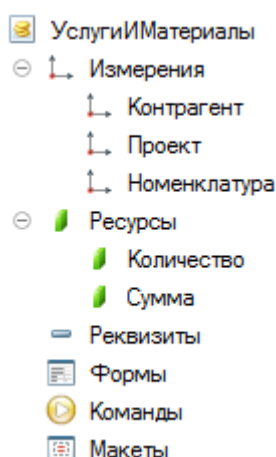 УслугиИМатериалы
Измерения
Контрагент
Проект
Номенклатура
Ресурсы
Количество
Сумма
Реквизиты
Формы
Команды
Макеты